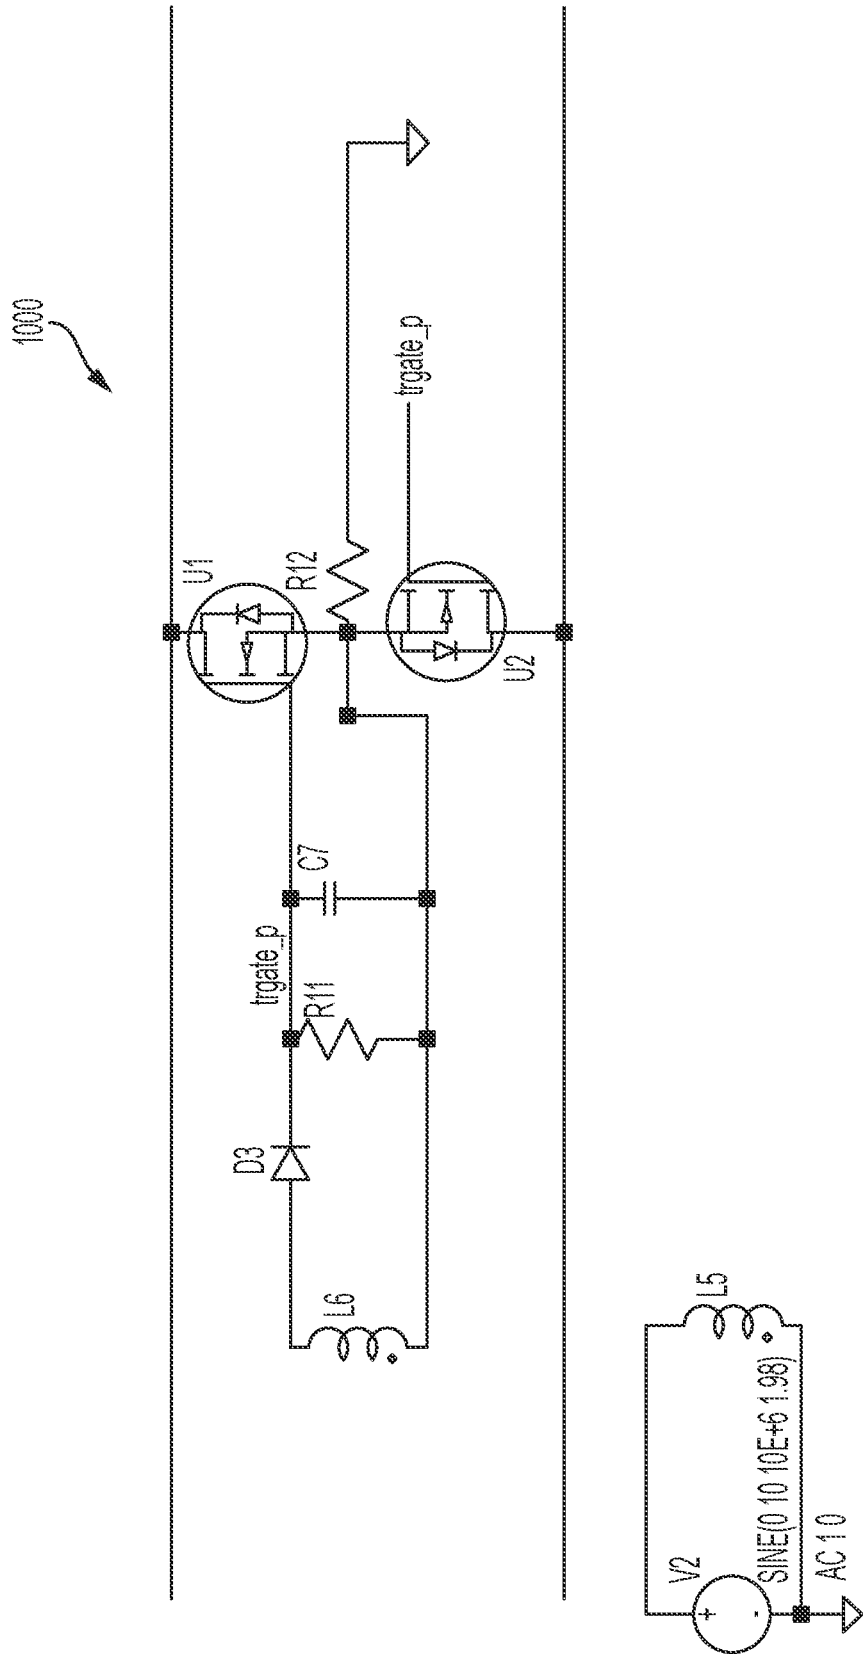 1000
U1
R12
trgate_p
U2
C7
trgate_p
R11
D3
L6
L5
V2
+
-
SINE(0 10 10E+6 1.98)
AC 1 0